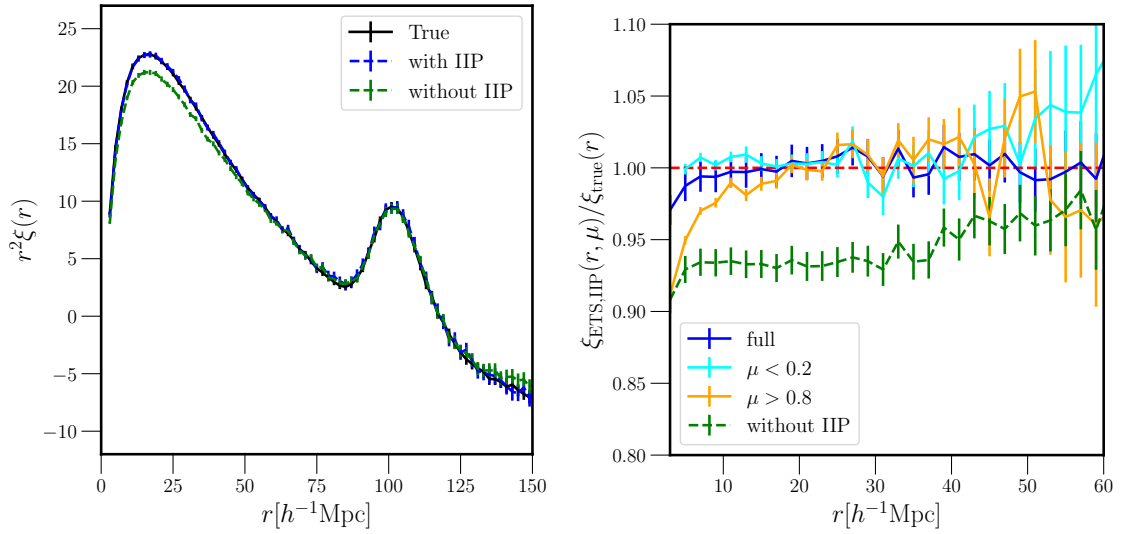 25
20
15
10
5
0
−5
−10
r²ξ(r)
True
with IIP
without IIP
0
25
50
75
100
125
150
r[h⁻¹Mpc]
1.10
1.05
1.00
0.95
0.90
0.85
0.80
ξ_ETS,IIP(r, μ)/ξ_true(r)
full
μ < 0.2
μ > 0.8
without IIP
10
20
30
40
50
60
r[h⁻¹Mpc]